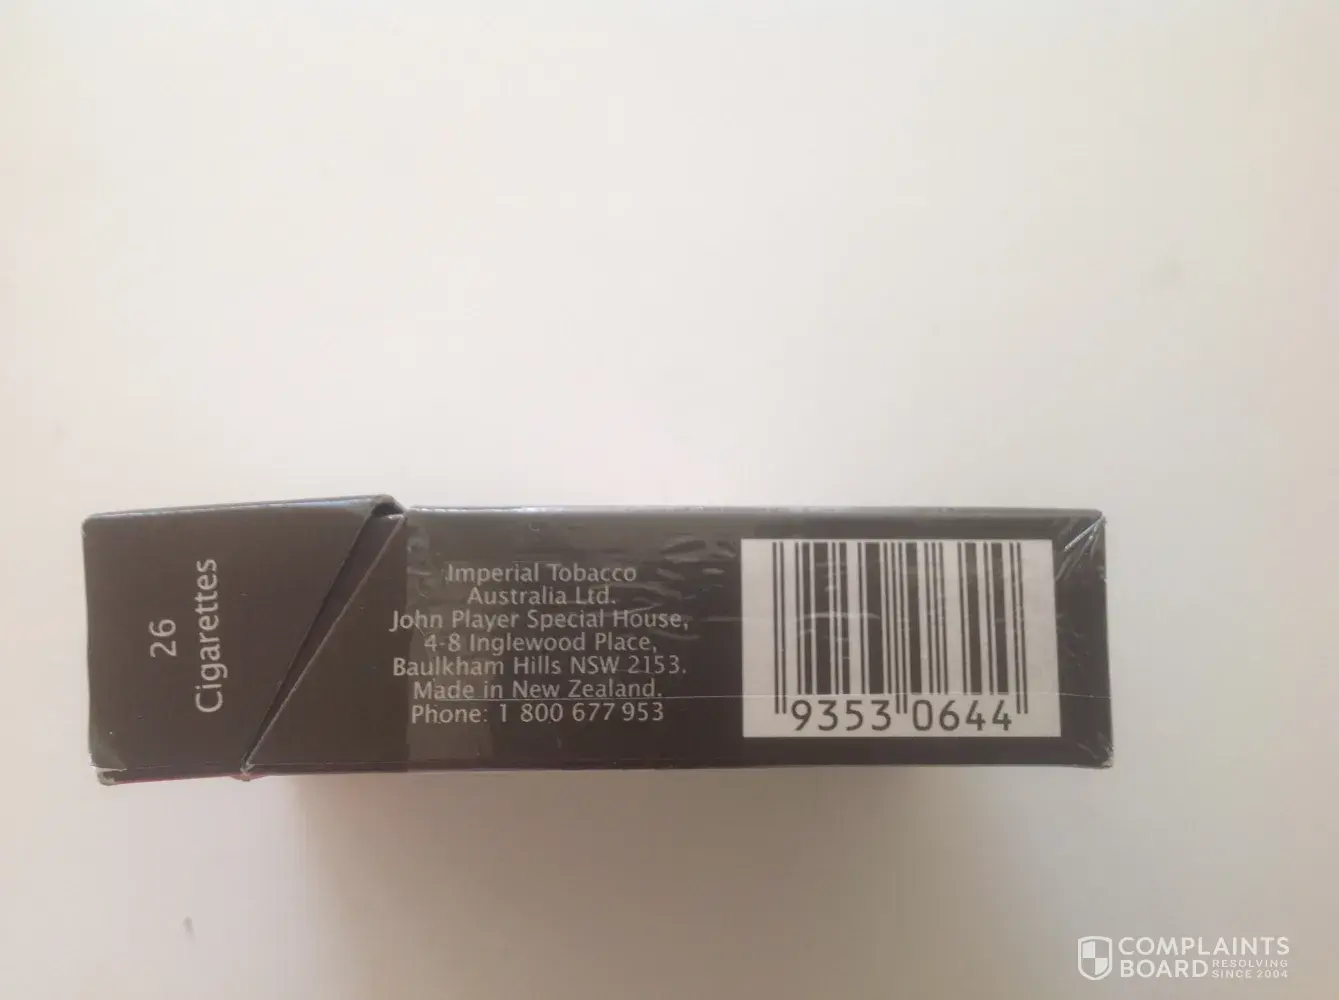 26
Cigarettes
Imperial Tobacco
Australia Ltd.
John Player Special House,
4-8 Inglewood Place,
Baulkham Hills NSW 2153.
Made in New Zealand.
Phone: 1 800 677 953
9353 0644
COMPLAINTS
BOARD RESOLVING
SINCE 2004